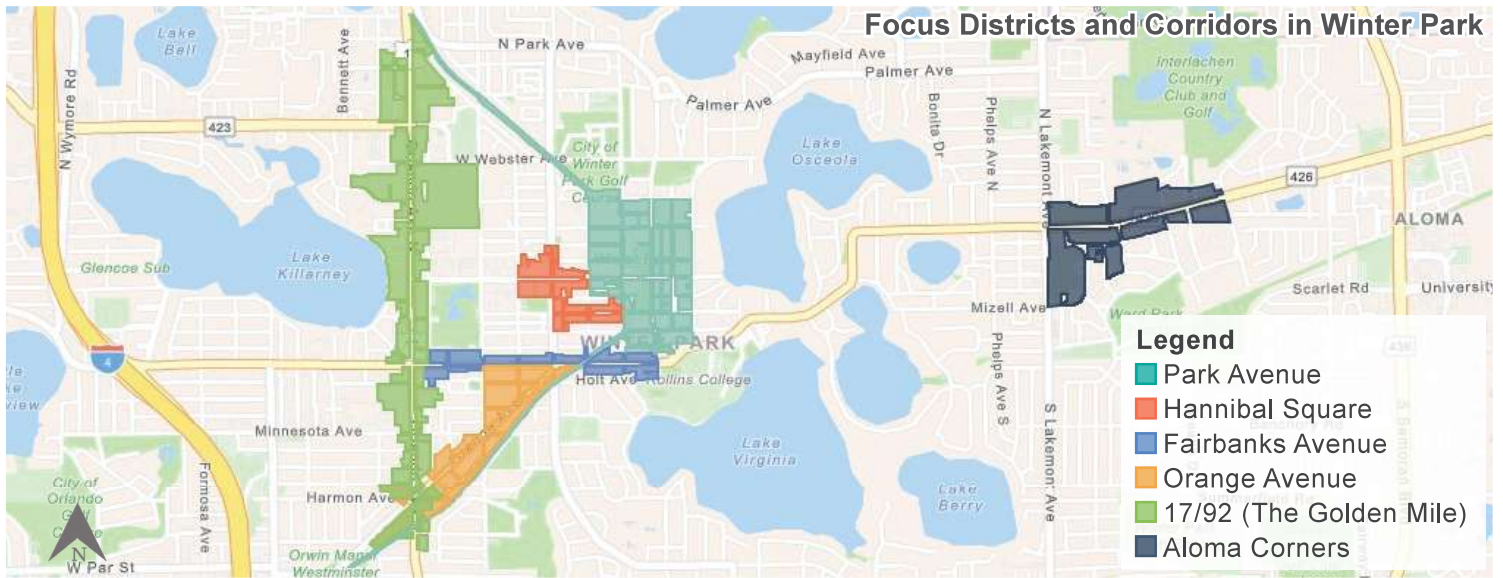 Focus Districts and Corridors in Winter Park
Lake
Bell
Bennett Ave
1
N Park Ave
Mayfield Ave
Palmer Ave
Palmer Ave
Interlachen
Country
Club and
Golf
N Wymore Rd
423
W Webster Ave
City of
Winter
Park Golf
Lake
Osceola
Bonita Dr
Phelps Ave N
N Lakemont Ave
426
ALOMA
Glencoe Sub
Lake
Killarney
Mizell Ave
Scarlet Rd
University
Ward Park
4
WINTER PARK
Holt Ave
Rollins College
Phelps Ave S
S Lakemont Ave
Minnesota Ave
Formosa Ave
Lake
Virginia
Lake
Berry
Harmon Ave
City of
Orlando
Golf
N
W Par St
Orwin Manor
Westminster
Legend
Park Avenue
Hannibal Square
Fairbanks Avenue
Orange Avenue
17/92 (The Golden Mile)
Aloma Corners